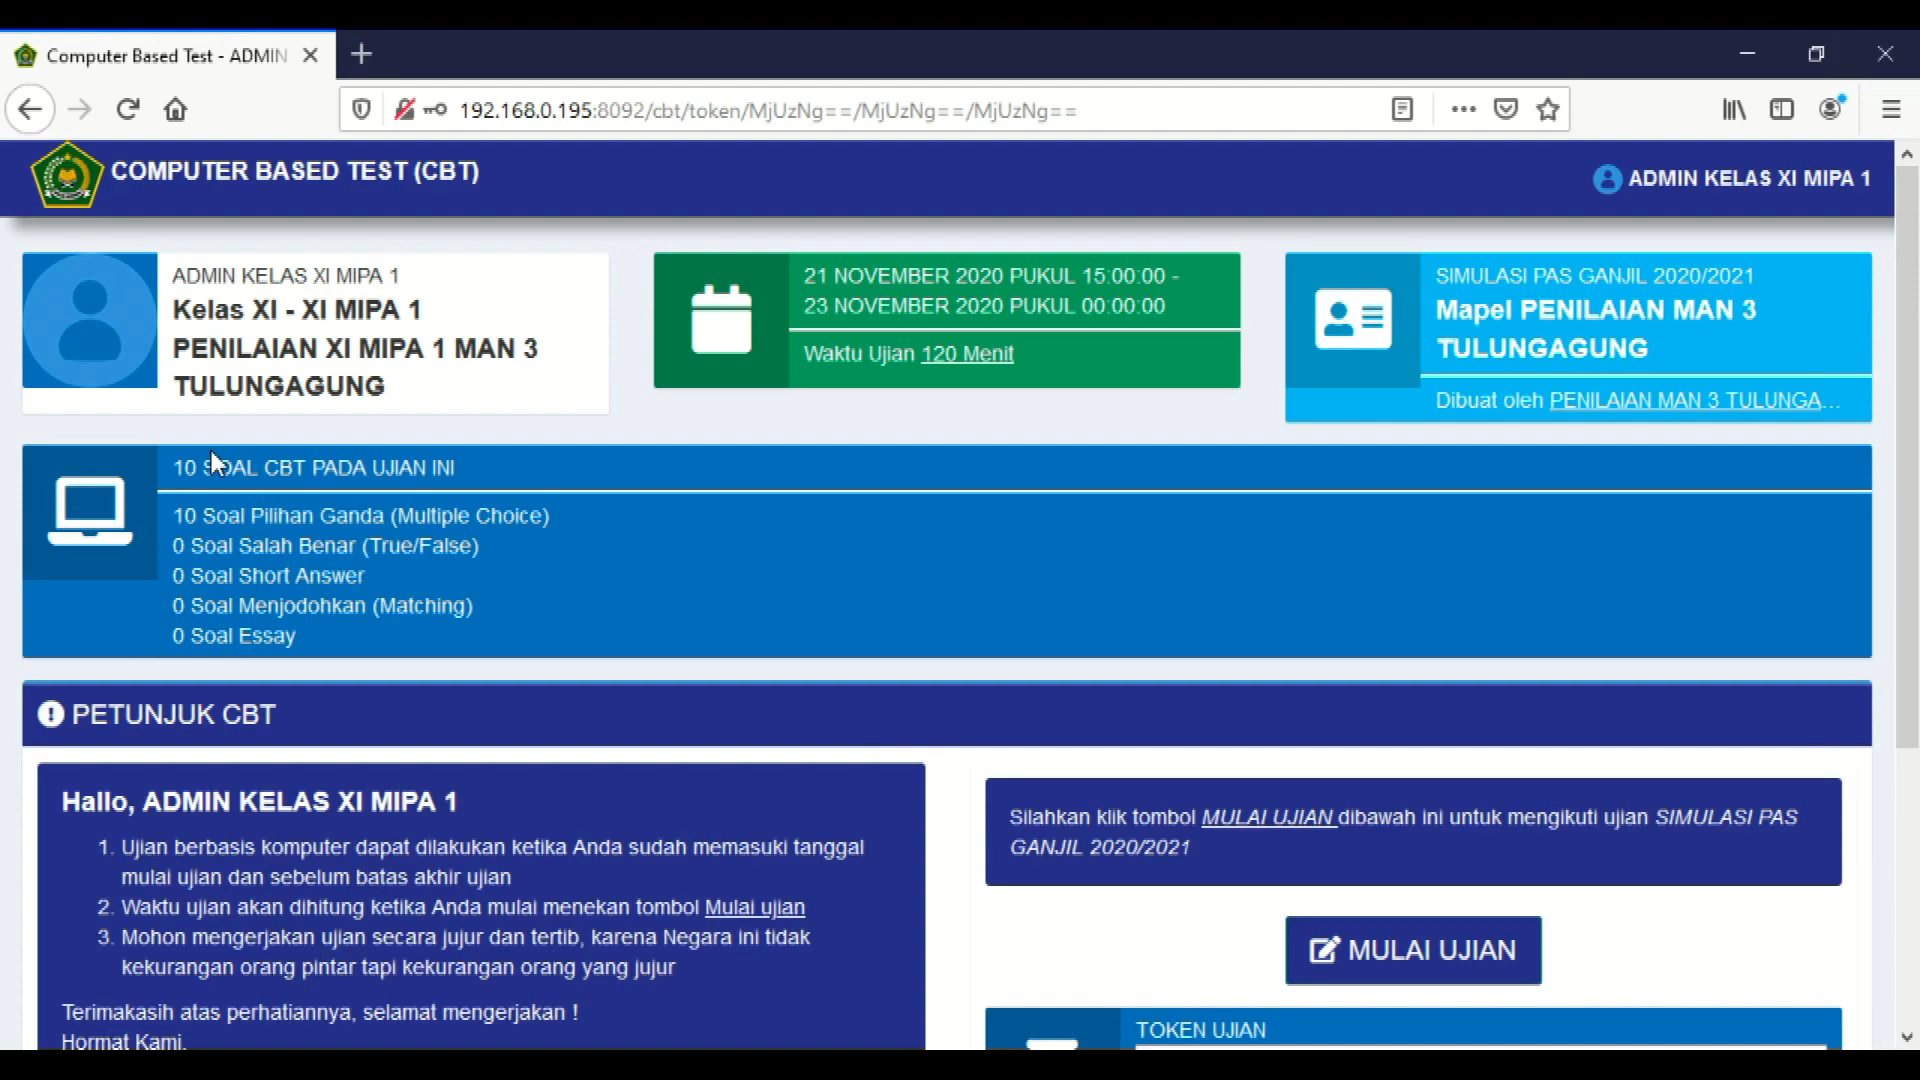 Computer Based Test - ADMIN
192.168.0.195:8092/cbt/token/MjUzNg==/MjUzNg==/MjUzNg==
COMPUTER BASED TEST (CBT)
ADMIN KELAS XI MIPA 1
ADMIN KELAS XI MIPA 1
Kelas XI - XI MIPA 1
PENILAIAN XI MIPA 1 MAN 3
TULUNGAGUNG
21 NOVEMBER 2020 PUKUL 15:00:00 -
23 NOVEMBER 2020 PUKUL 00:00:00
Waktu Ujian 120 Menit
SIMULASI PAS GANJIL 2020/2021
Mapel PENILAIAN MAN 3
TULUNGAGUNG
Dibuat oleh PENILAIAN MAN 3 TULUNGA...
10 SOAL CBT PADA UJIAN INI
10 Soal Pilihan Ganda (Multiple Choice)
0 Soal Salah Benar (True/False)
0 Soal Short Answer
0 Soal Menjodohkan (Matching)
0 Soal Essay
PETUNJUK CBT
Hallo, ADMIN KELAS XI MIPA 1
1. Ujian berbasis komputer dapat dilakukan ketika Anda sudah memasuki tanggal
mulai ujian dan sebelum batas akhir ujian
2. Waktu ujian akan dihitung ketika Anda mulai menekan tombol Mulai ujian
3. Mohon mengerjakan ujian secara jujur dan tertib, karena Negara ini tidak
kekurangan orang pintar tapi kekurangan orang yang jujur
Terimakasih atas perhatiannya, selamat mengerjakan !
Hormat Kami,
Silahkan klik tombol MULAI UJIAN dibawah ini untuk mengikuti ujian SIMULASI PAS
GANJIL 2020/2021
MULAI UJIAN
TOKEN UJIAN